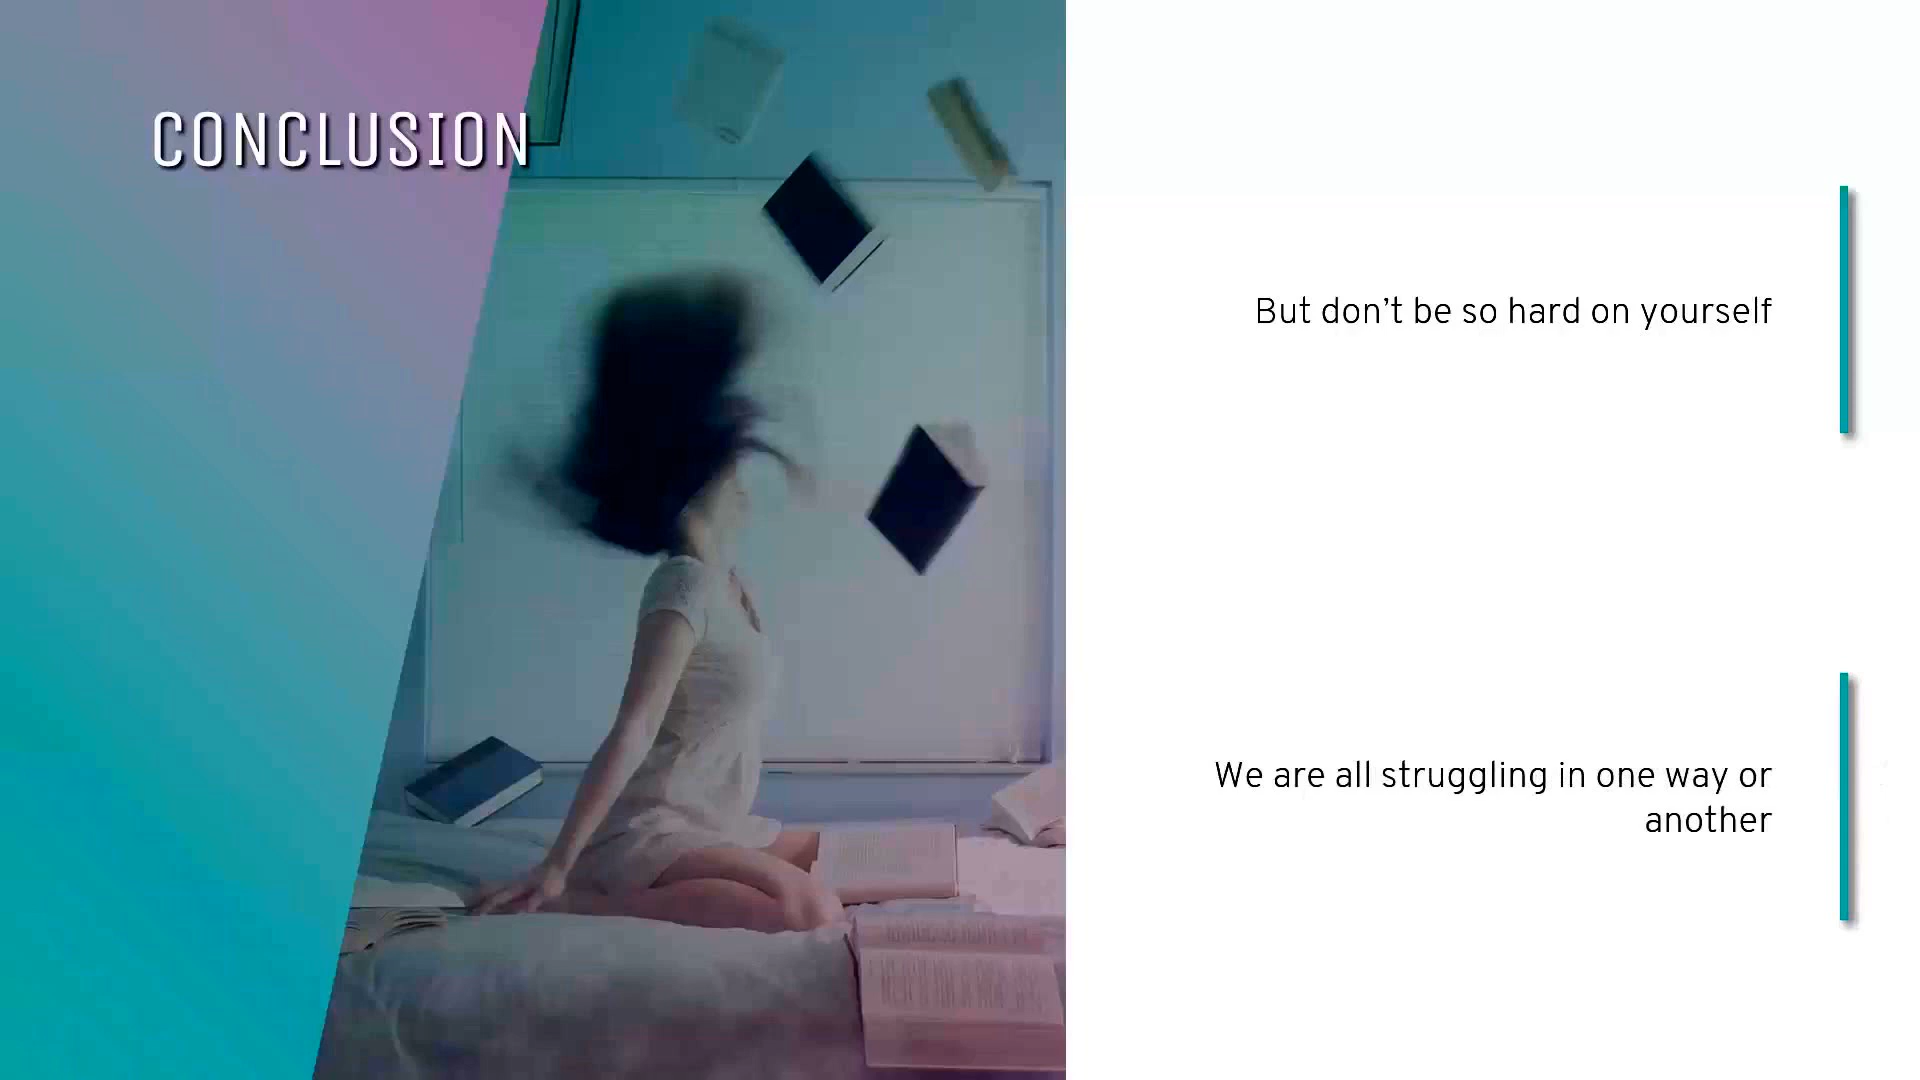 CONCLUSION
But don’t be so hard on yourself
We are all struggling in one way or
another